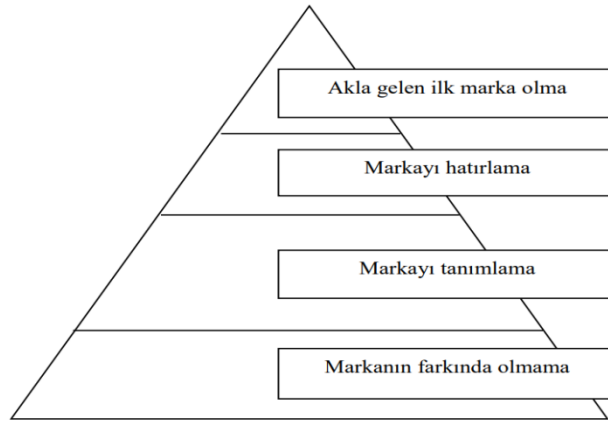 Akla gelen ilk marka olma
Markayı hatırlama
Markayı tanımlama
Markanın farkında olmama